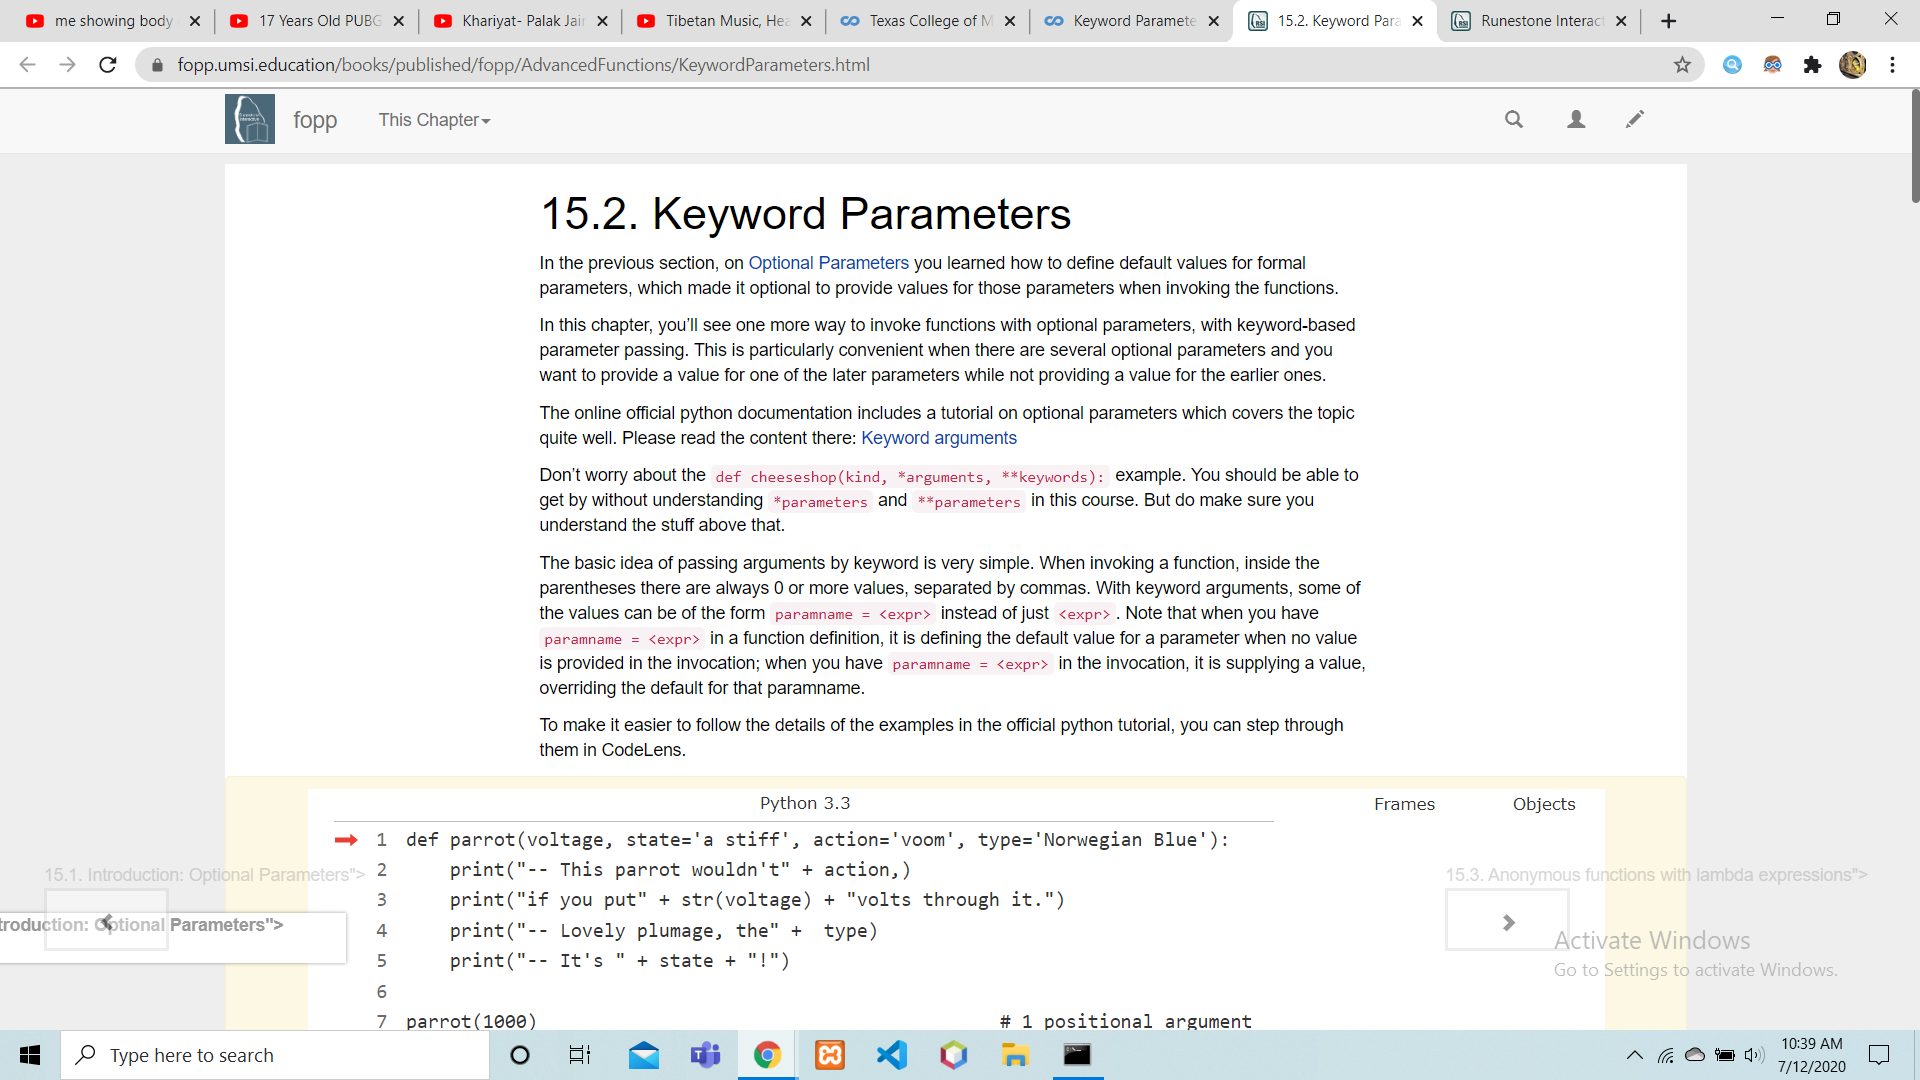 me showing body
17 Years Old PUBG
Khariyat- Palak Jain
Tibetan Music, Hea
Texas College of M
Keyword Paramete
15.2. Keyword Para
Runestone Interact
fopp.umsi.education/books/published/fopp/AdvancedFunctions/KeywordParameters.html
fopp
This Chapter
15.2. Keyword Parameters
In the previous section, on Optional Parameters you learned how to define default values for formal
parameters, which made it optional to provide values for those parameters when invoking the functions.
In this chapter, you’ll see one more way to invoke functions with optional parameters, with keyword-based
parameter passing. This is particularly convenient when there are several optional parameters and you
want to provide a value for one of the later parameters while not providing a value for the earlier ones.
The online official python documentation includes a tutorial on optional parameters which covers the topic
quite well. Please read the content there: Keyword arguments
Don’t worry about the def cheeseshop(kind, *arguments, **keywords): example. You should be able to
get by without understanding *parameters and **parameters in this course. But do make sure you
understand the stuff above that.
The basic idea of passing arguments by keyword is very simple. When invoking a function, inside the
parentheses there are always 0 or more values, separated by commas. With keyword arguments, some of
the values can be of the form paramname = <expr> instead of just <expr>. Note that when you have
paramname = <expr> in a function definition, it is defining the default value for a parameter when no value
is provided in the invocation; when you have paramname = <expr> in the invocation, it is supplying a value,
overriding the default for that paramname.
To make it easier to follow the details of the examples in the official python tutorial, you can step through
them in CodeLens.
Python 3.3
Frames
Objects
1 def parrot(voltage, state='a stiff', action='voom', type='Norwegian Blue'):
2     print("-- This parrot wouldn't" + action,)
3     print("if you put" + str(voltage) + "volts through it.")
4     print("-- Lovely plumage, the" +  type)
5     print("-- It's " + state + "!")
6
7 parrot(1000)                                          # 1 positional argument
15.1. Introduction: Optional Parameters">
troduction: Optional Parameters">
15.3. Anonymous functions with lambda expressions">
Activate Windows
Go to Settings to activate Windows.
Type here to search
10:39 AM
7/12/2020